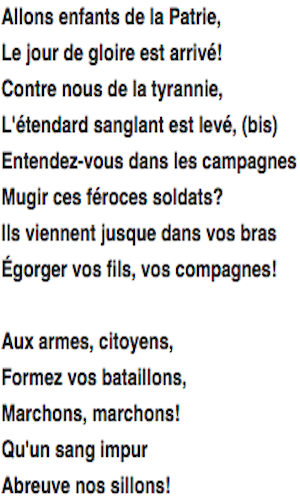 Allons enfants de la Patrie,
Le jour de gloire est arrivé!
Contre nous de la tyrannie,
L'étendard sanglant est levé, (bis)
Entendez-vous dans les campagnes
Mugir ces féroces soldats?
Ils viennent jusque dans vos bras
Égorger vos fils, vos compagnes!

Aux armes, citoyens,
Formez vos bataillons,
Marchons, marchons!
Qu'un sang impur
Abreuve nos sillons!